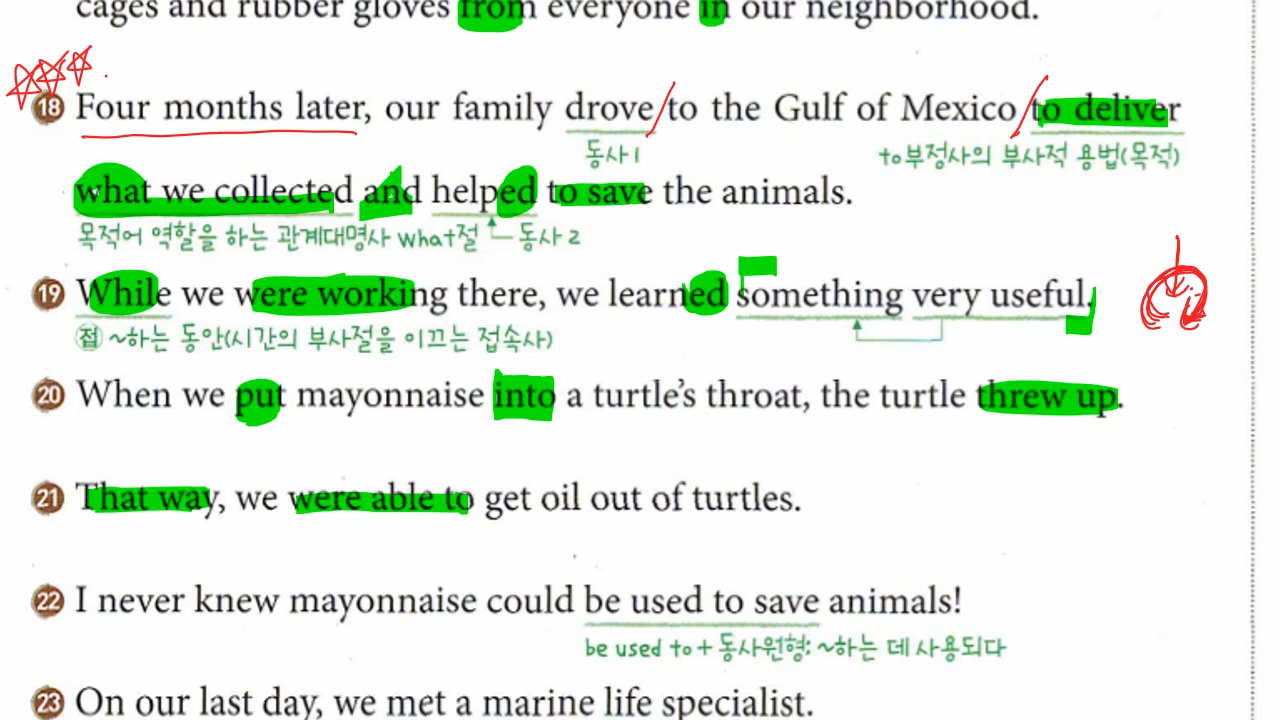 cages and rubber gloves from everyone in our neighborhood.
18 Four months later, our family drove to the Gulf of Mexico to deliver
동사1 to부정사의 부사적 용법(목적)
what we collected and helped to save the animals.
목적어 역할을 하는 관계대명사 what절 동사2
19 While we were working there, we learned something very useful.
접 ~하는 동안(시간의 부사절을 이끄는 접속사)
20 When we put mayonnaise into a turtle's throat, the turtle threw up.
21 That way, we were able to get oil out of turtles.
22 I never knew mayonnaise could be used to save animals!
be used to + 동사원형: ~하는 데 사용되다
23 On our last day, we met a marine life specialist.